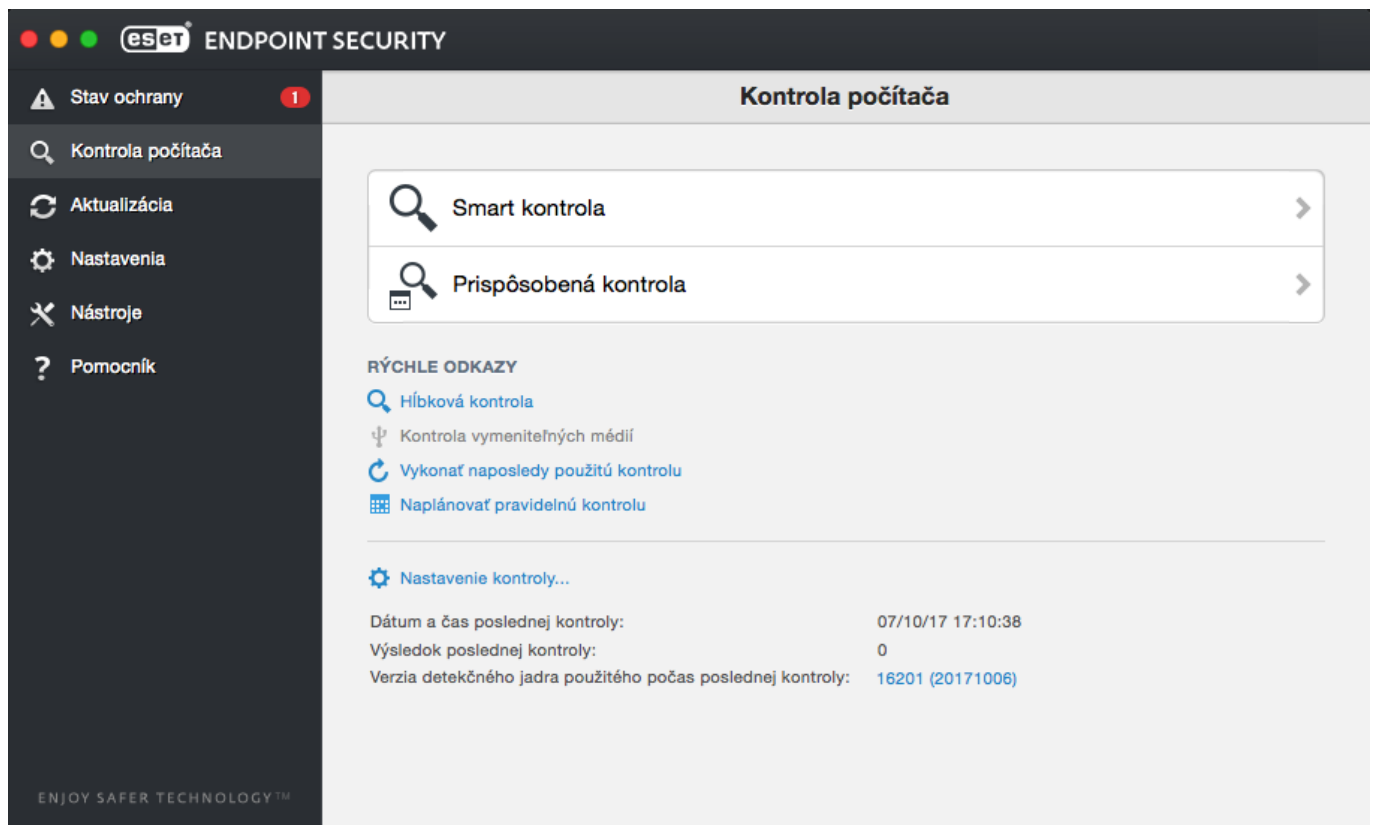 eset ENDPOINT SECURITY
Stav ochrany 1
Kontrola počítača
Aktualizácia
Nastavenia
Nástroje
Pomocník
ENJOY SAFER TECHNOLOGY™
Kontrola počítača
Smart kontrola
Prispôsobená kontrola
RÝCHLE ODKAZY
Hĺbková kontrola
Kontrola vymeniteľných médií
Vykonať naposledy použitú kontrolu
Naplánovať pravidelnú kontrolu
Nastavenie kontroly...
Dátum a čas poslednej kontroly: 07/10/17 17:10:38
Výsledok poslednej kontroly: 0
Verzia detekčného jadra použitého počas poslednej kontroly: 16201 (20171006)